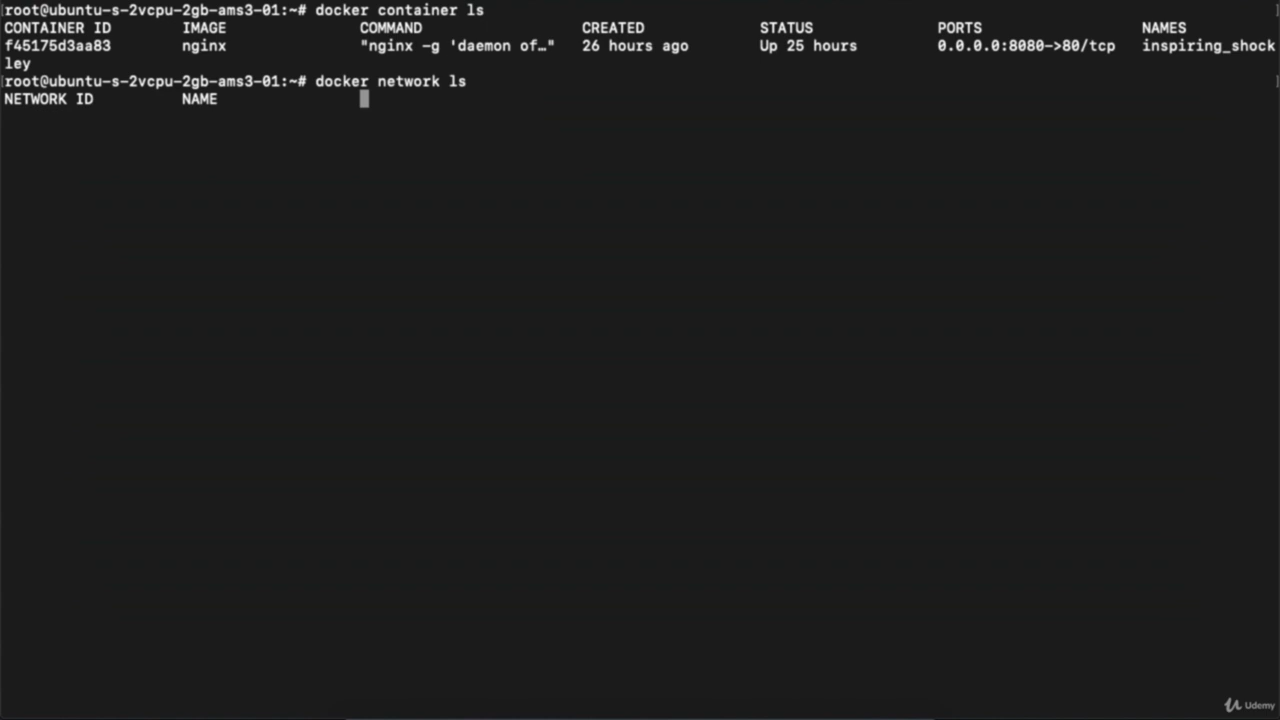 [root@ubuntu-s-2vcpu-2gb-ams3-01:~# docker container ls ]
CONTAINER ID IMAGE COMMAND CREATED STATUS PORTS NAMES
f45175d3aa83 nginx "nginx -g 'daemon of…" 26 hours ago Up 25 hours 0.0.0.0:8080->80/tcp inspiring_shock
ley
[root@ubuntu-s-2vcpu-2gb-ams3-01:~# docker network ls ]
NETWORK ID NAME
Udemy